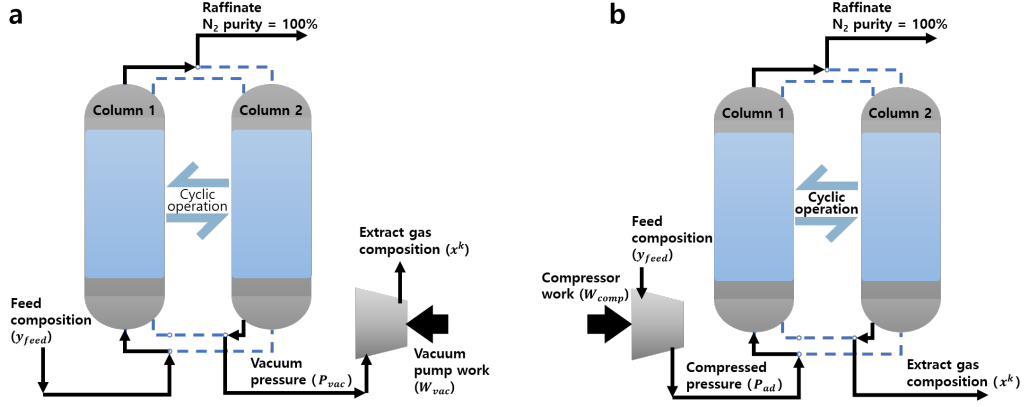 a
Raffinate
N₂ purity = 100%
Column 1
Column 2
Cyclic
operation
Extract gas
composition (xᵏ)
Feed
composition
(y_feed)
Vacuum
pressure (P_vac)
Vacuum
pump work
(W_vac)
b
Raffinate
N₂ purity = 100%
Column 1
Column 2
Cyclic
operation
Feed
composition
(y_feed)
Compressor
work (W_comp)
Compressed
pressure (P_ad)
Extract gas
composition (xᵏ)